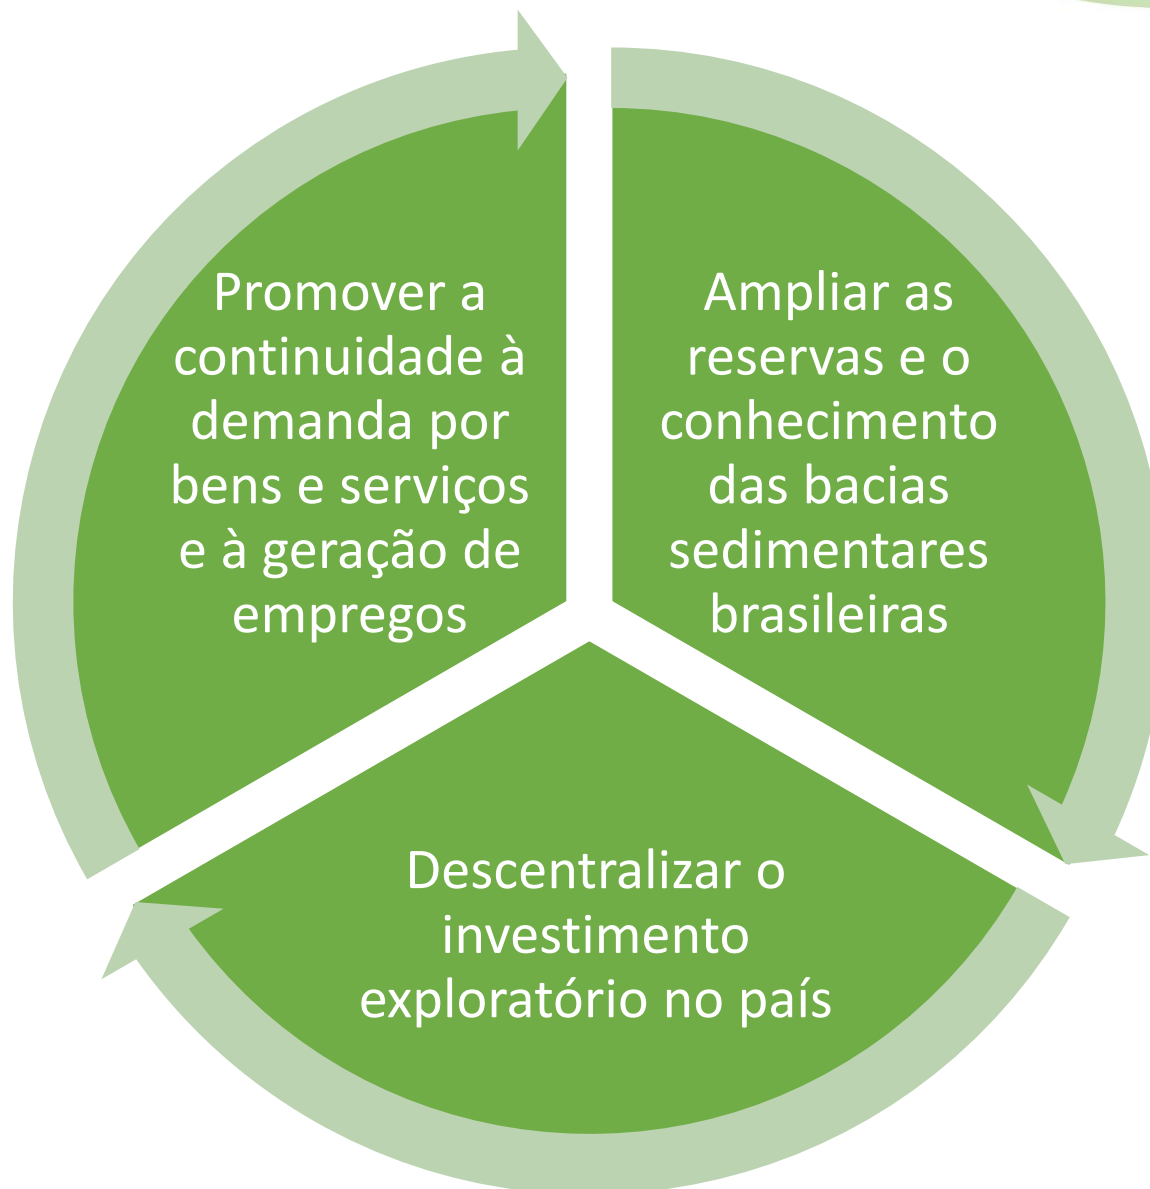 Promover a
continuidade à
demanda por
bens e serviços
e à geração de
empregos
Ampliar as
reservas e o
conhecimento
das bacias
sedimentares
brasileiras
Descentralizar o
investimento
exploratório no país